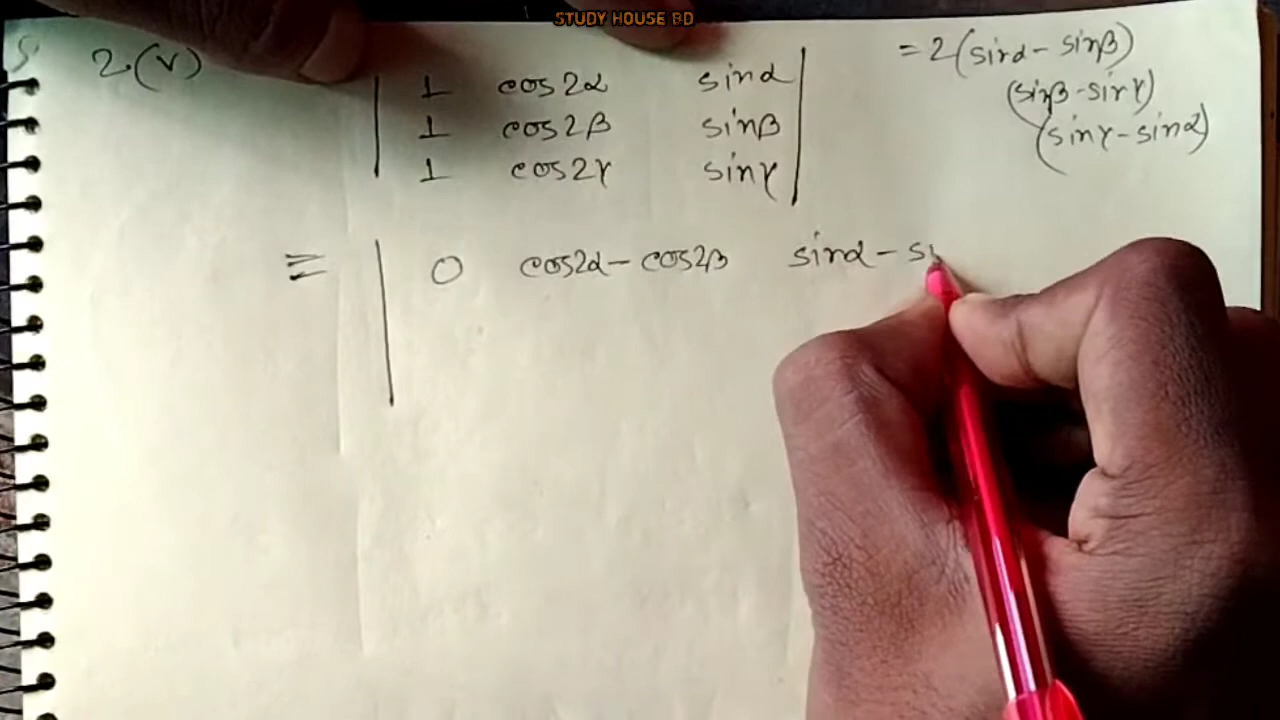 STUDY HOUSE BD
2.(v)
1 cos2α sinα
1 cos2β sinβ
1 cos2γ sinγ
= 2(sinα - sinβ)
(sinβ - sinγ)
(sinγ - sinα)
= 0 cos2α - cos2β sinα - si